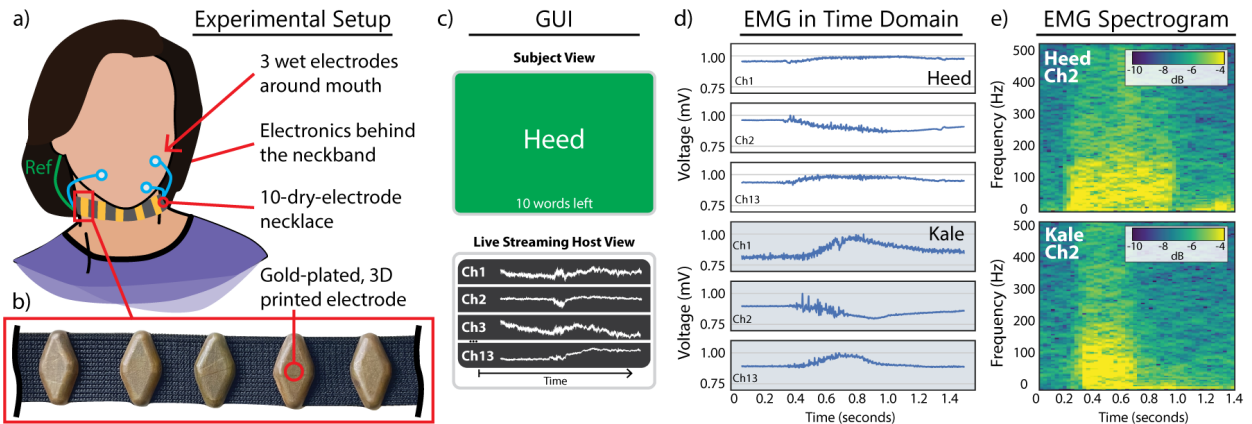 a)
Experimental Setup
3 wet electrodes
around mouth
Electronics behind
the neckband
Ref
10-dry-electrode
necklace
Gold-plated, 3D
printed electrode
b)
c)
GUI
Subject View
Heed
10 words left
Live Streaming Host View
Ch1
Ch2
Ch3
...
Ch13
Time
d)
EMG in Time Domain
Voltage (mV)
1.00
0.75
Ch1
Heed
1.00
0.75
Ch2
1.00
0.75
Ch13
Voltage (mV)
1.00
0.75
Ch1
Kale
1.00
0.75
Ch2
1.00
0.75
Ch13
0.0 0.2 0.4 0.6 0.8 1.0 1.2 1.4
Time (seconds)
e)
EMG Spectrogram
Frequency (Hz)
500
400
300
200
100
0
Heed
Ch2
-10 -8 -6 -4
dB
Frequency (Hz)
500
400
300
200
100
0
Kale
Ch2
-10 -8 -6 -4
dB
0.0 0.2 0.4 0.6 0.8 1.0 1.2 1.4
Time (seconds)